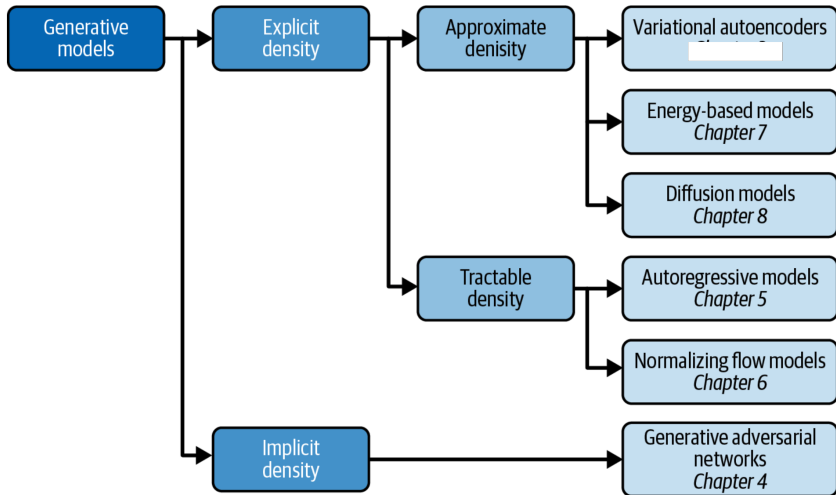 Generative
models
Explicit
density
Approximate
denisity
Variational autoencoders
Energy-based models
Chapter 7
Diffusion models
Chapter 8
Tractable
density
Autoregressive models
Chapter 5
Normalizing flow models
Chapter 6
Implicit
density
Generative adversarial
networks
Chapter 4